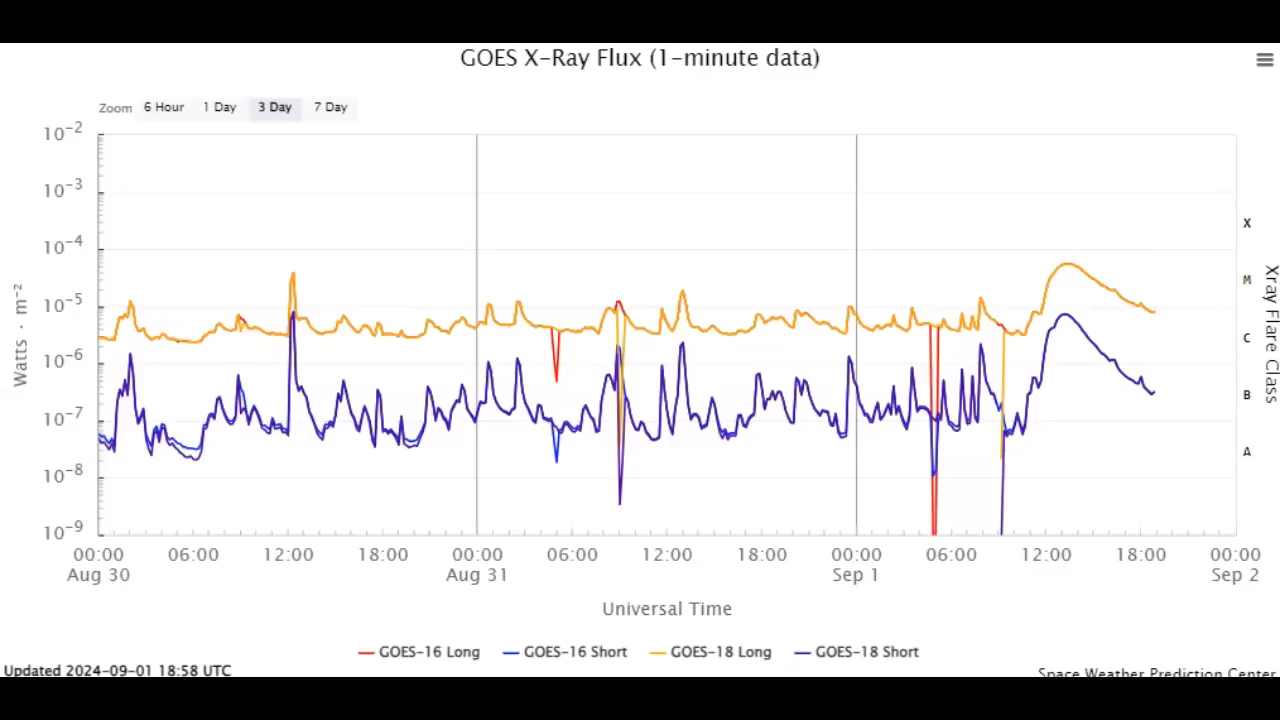 GOES X-Ray Flux (1-minute data)
Zoom 6 Hour 1 Day 3 Day 7 Day
10⁻²
10⁻³
10⁻⁴
10⁻⁵
10⁻⁶
10⁻⁷
10⁻⁸
10⁻⁹
Watts · m⁻²
X
M
C
B
A
Xray Flare Class
00:00 06:00 12:00 18:00 00:00 06:00 12:00 18:00 00:00 06:00 12:00 18:00 00:00
Aug 30 Aug 31 Sep 1 Sep 2
Universal Time
GOES-16 Long GOES-16 Short GOES-18 Long GOES-18 Short
Updated 2024-09-01 18:58 UTC
Space Weather Prediction Center